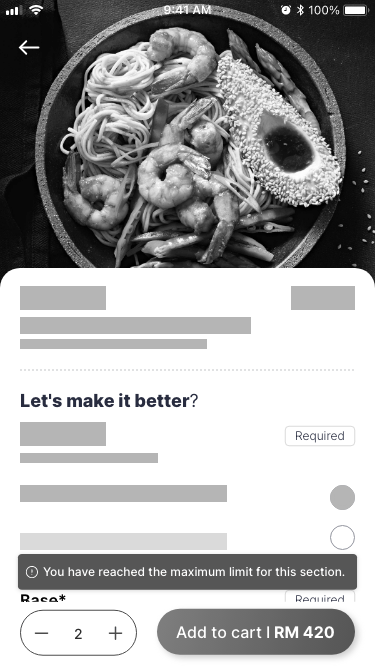 9:41 AM
100%
Let's make it better?
Required
You have reached the maximum limit for this section.
Base*
Required
2
Add to cart I RM 420